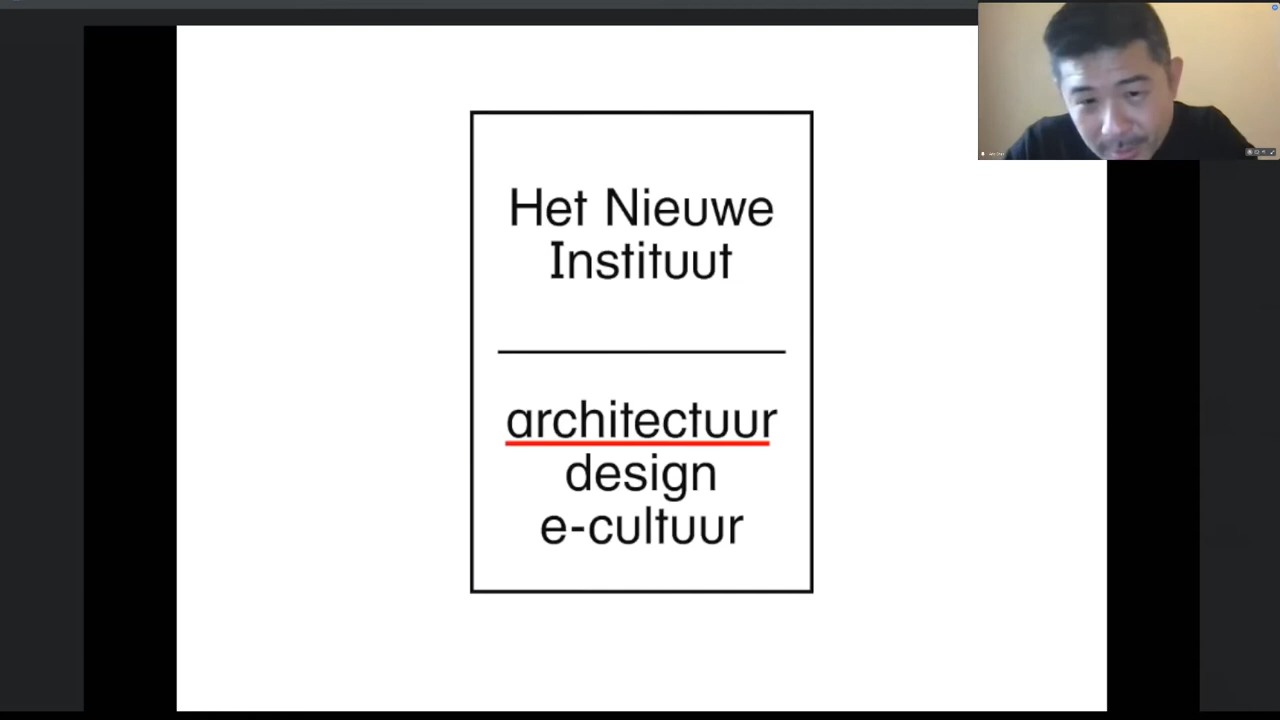 Het Nieuwe
Instituut
architectuur
design
e-cultuur